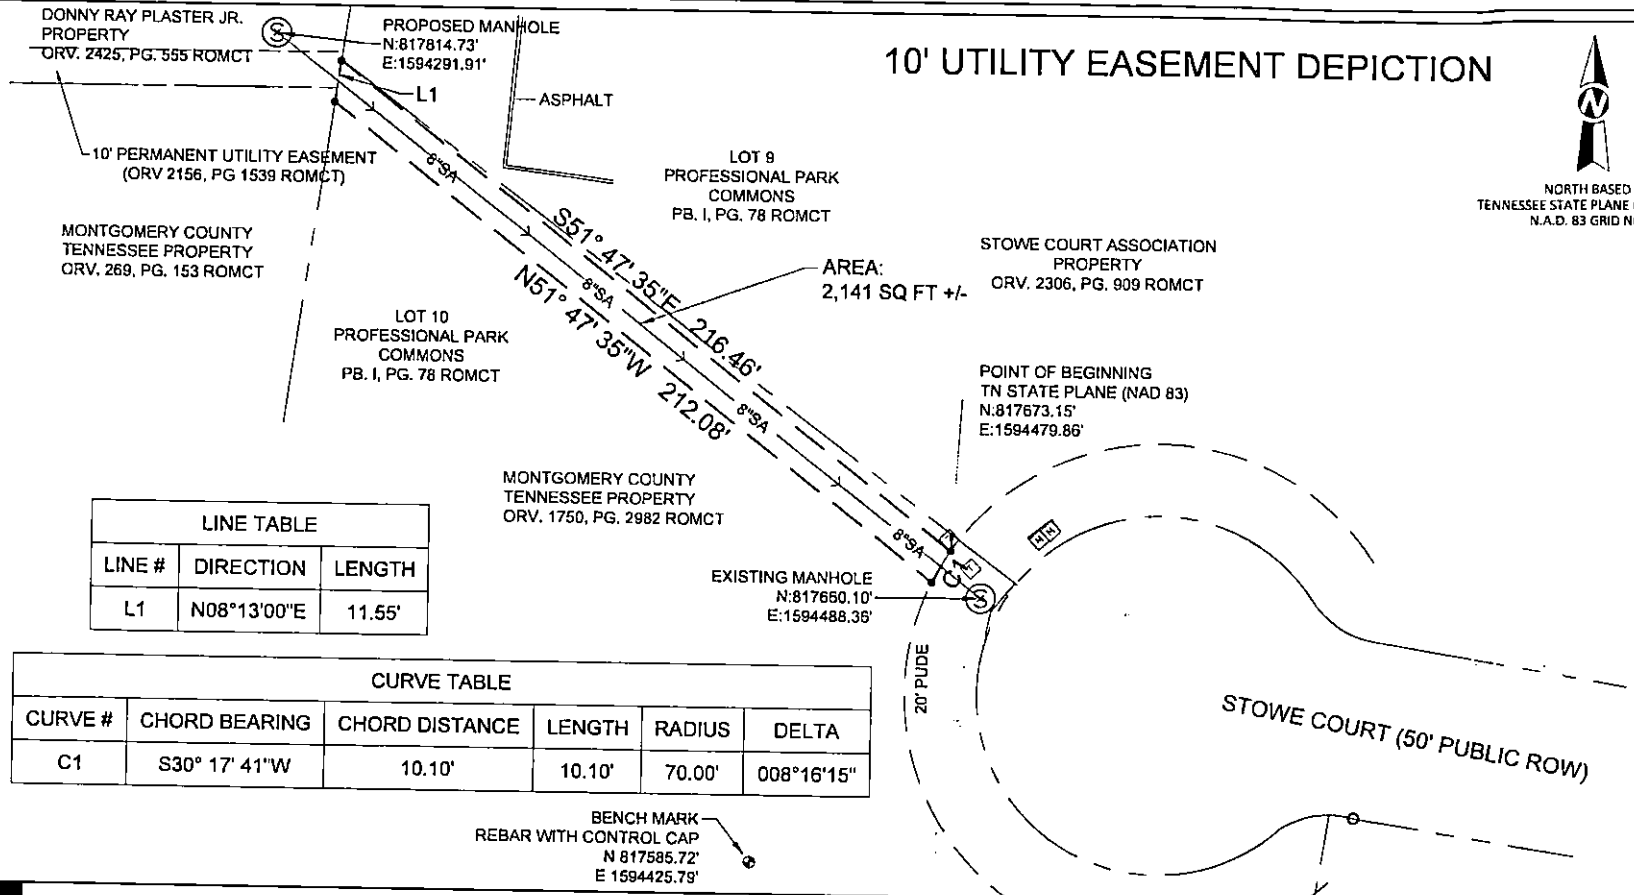 10' UTILITY EASEMENT DEPICTION
DONNY RAY PLASTER JR.
PROPERTY
ORV. 2425, PG. 555 ROMCT
S
PROPOSED MANHOLE
N:817814.73'
E:1594291.91'
L1
ASPHALT
N
NORTH BASED
TENNESSEE STATE PLANE
N.A.D. 83 GRID
10' PERMANENT UTILITY EASEMENT
(ORV 2156, PG 1539 ROMCT)
8"SA
LOT 9
PROFESSIONAL PARK
COMMONS
PB. I, PG. 78 ROMCT
MONTGOMERY COUNTY
TENNESSEE PROPERTY
ORV. 269, PG. 153 ROMCT
S51° 47' 35"E 216.46'
8"SA
N51° 47' 35"W 212.08'
AREA:
2,141 SQ FT +/-
STOWE COURT ASSOCIATION
PROPERTY
ORV. 2306, PG. 909 ROMCT
LOT 10
PROFESSIONAL PARK
COMMONS
PB. I, PG. 78 ROMCT
POINT OF BEGINNING
TN STATE PLANE (NAD 83)
N:817673.15'
E:1594479.86'
8"SA
MONTGOMERY COUNTY
TENNESSEE PROPERTY
ORV. 1750, PG. 2982 ROMCT
8"SA
C1
EXISTING MANHOLE
N:817660.10'
E:1594488.36'
S
20' PUDE
STOWE COURT (50' PUBLIC ROW)
LINE TABLE
LINE # DIRECTION LENGTH
L1 N08°13'00"E 11.55'
CURVE TABLE
CURVE # CHORD BEARING CHORD DISTANCE LENGTH RADIUS DELTA
C1 S30° 17' 41"W 10.10' 10.10' 70.00' 008°16'15"
BENCH MARK
REBAR WITH CONTROL CAP
N 817585.72'
E 1594425.79'